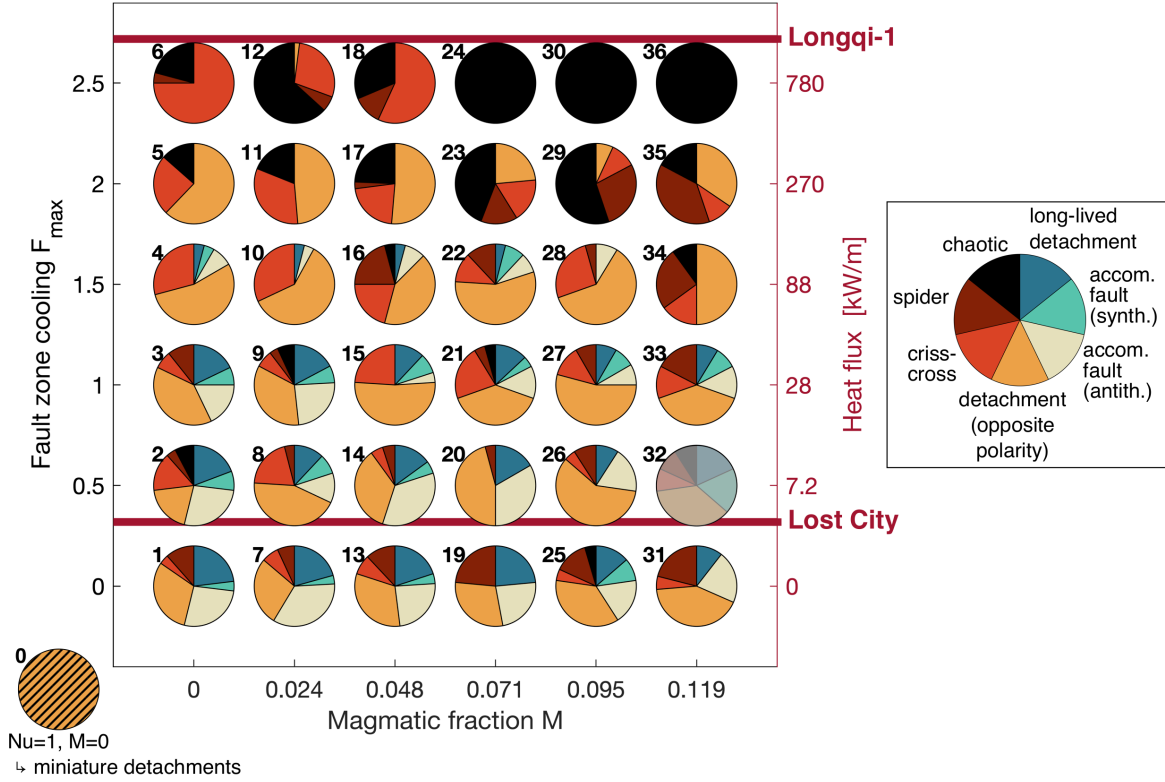 Longqi-1
6 12 18 24 30 36
2.5 780
5 11 17 23 29 35
2 270
4 10 16 22 28 34
1.5 88
3 9 15 21 27 33
1 28
2 8 14 20 26 32
0.5 7.2
Lost City
1 7 13 19 25 31
0 0
0 0.024 0.048 0.071 0.095 0.119
Magmatic fraction M
Fault zone cooling F_max
Heat flux [kW/m]
0
Nu=1, M=0
↳ miniature detachments
long-lived
detachment
accom.
fault
(synth.)
accom.
fault
(antith.)
detachment
(opposite
polarity)
criss-
cross
spider
chaotic